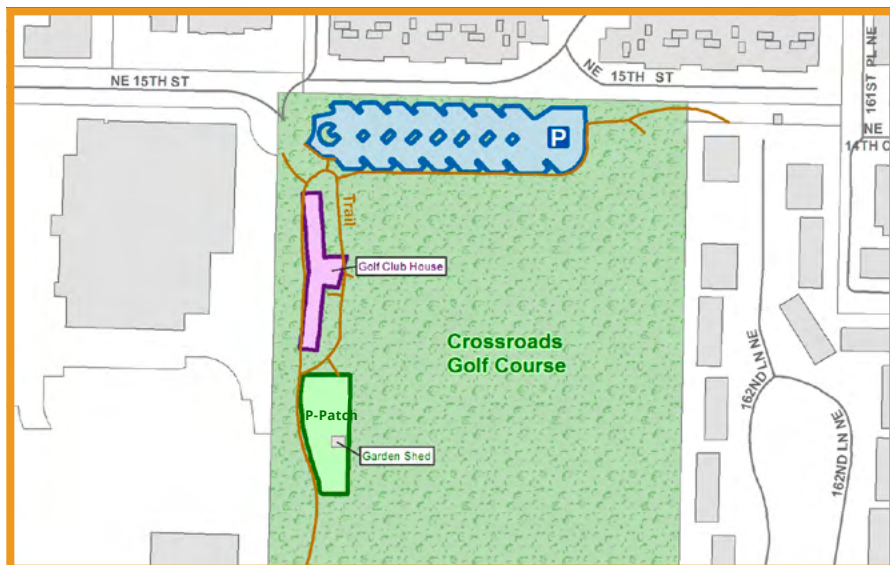 NE 15TH ST
NE 15TH ST
161ST PL NE
NE
14TH C
P
Trail
Golf Club House
Crossroads
Golf Course
162ND LN NE
162ND LN NE
P-Patch
Garden Shed